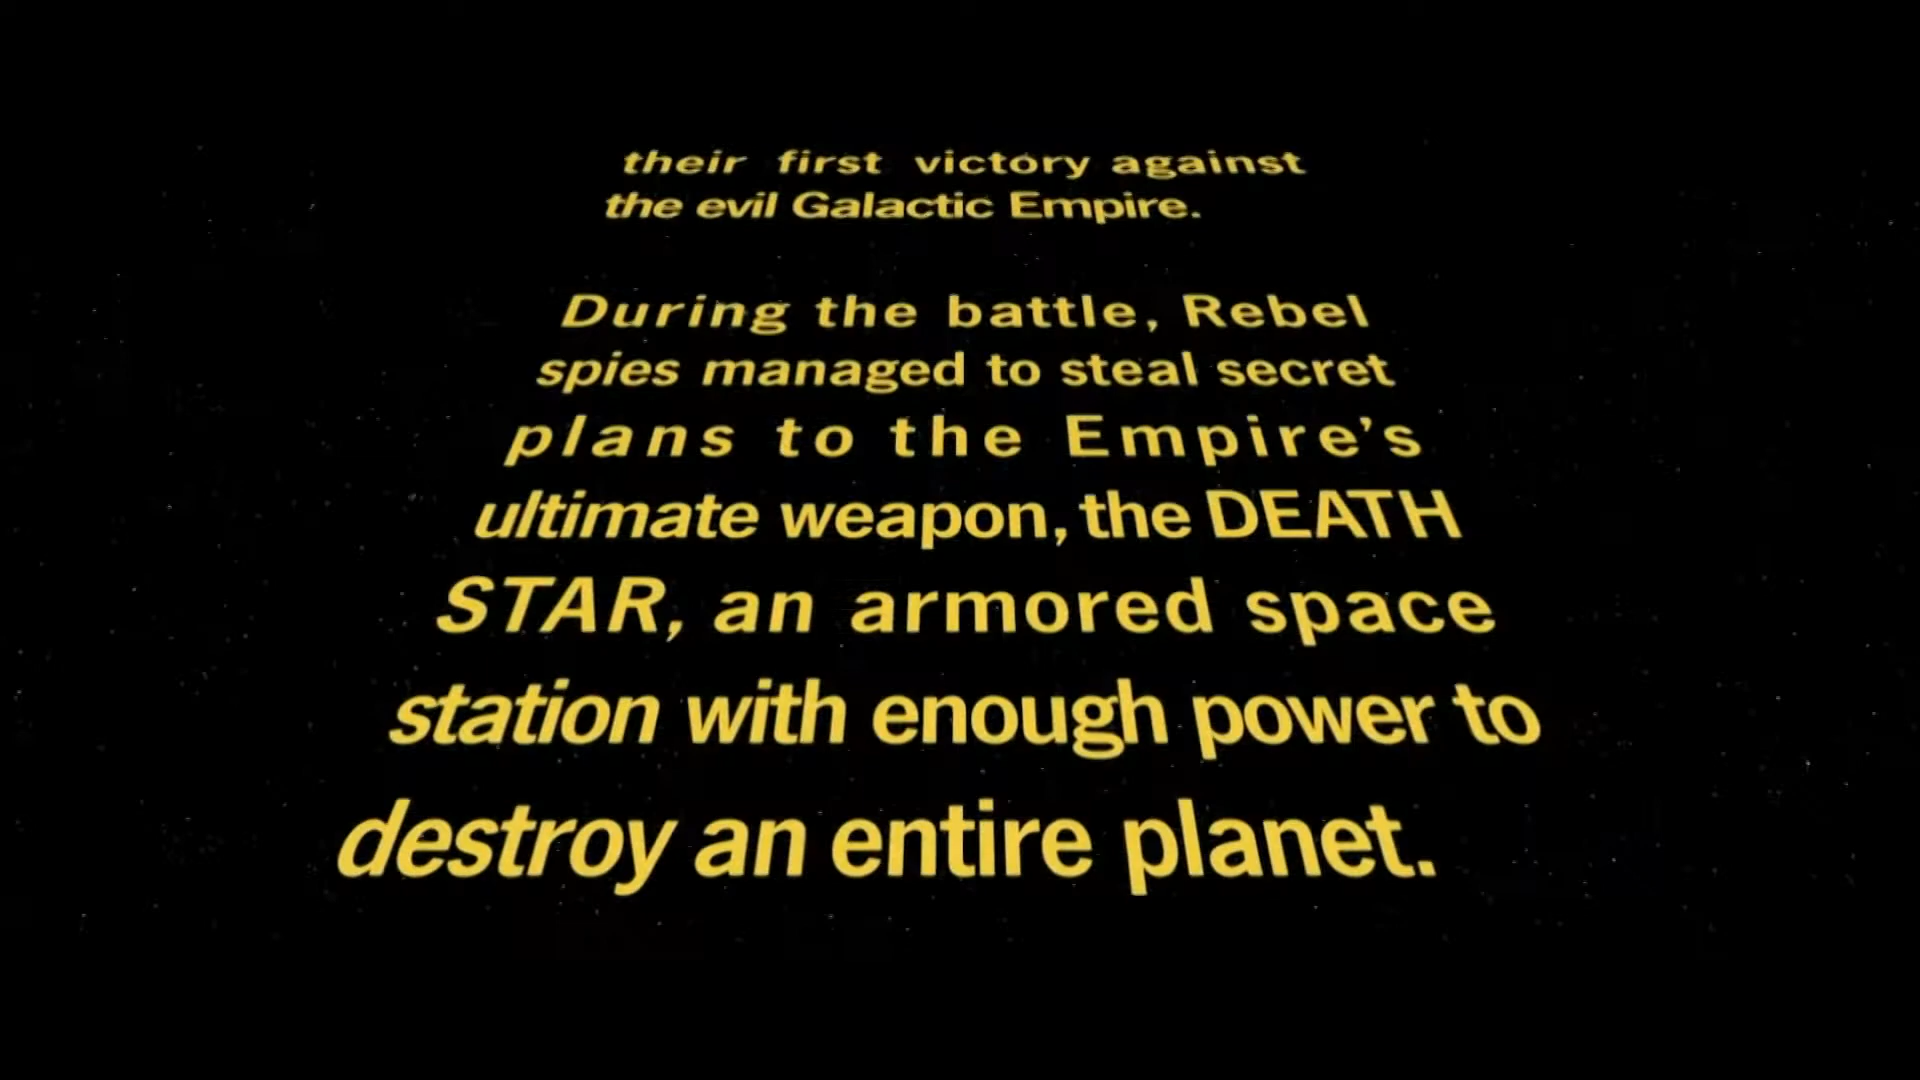 their first victory against
the evil Galactic Empire.
During the battle, Rebel
spies managed to steal secret
plans to the Empire’s
ultimate weapon, the DEATH
STAR, an armored space
station with enough power to
destroy an entire planet.